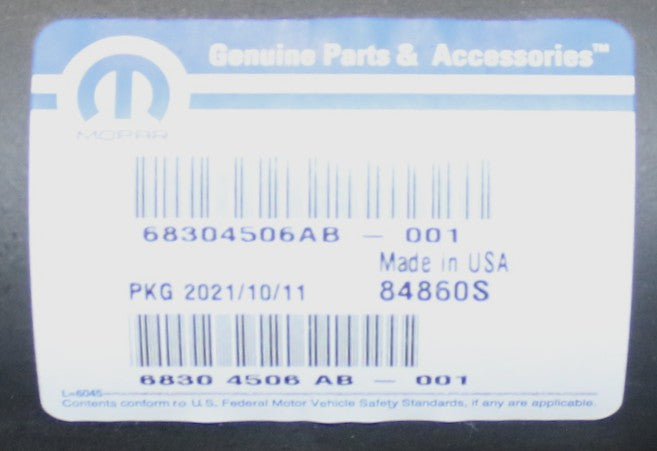 Genuine Parts & Accessories™
MOPAR
68304506AB - 001
Made in USA
PKG 2021/10/11 84860S
6830 4506 AB - 001
L-6045
Contents conform to U.S. Federal Motor Vehicle Safety Standards, if any are applicable.